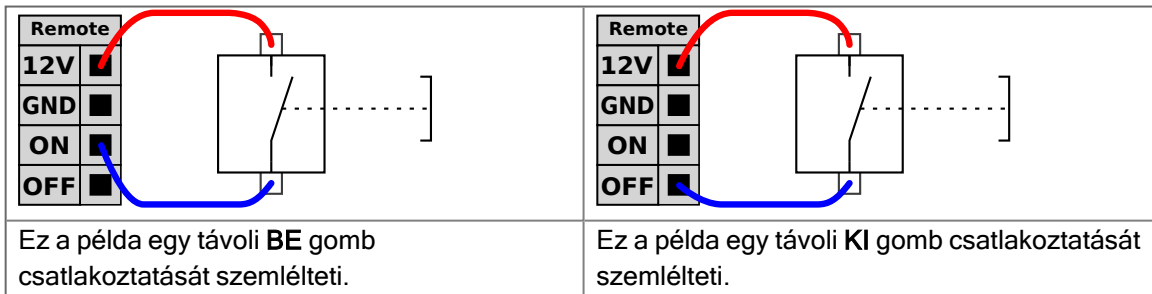 Remote
12V
GND
ON
OFF
Ez a példa egy távoli BE gomb
csatlakoztatását szemlélteti.
Remote
12V
GND
ON
OFF
Ez a példa egy távoli KI gomb csatlakoztatását
szemlélteti.